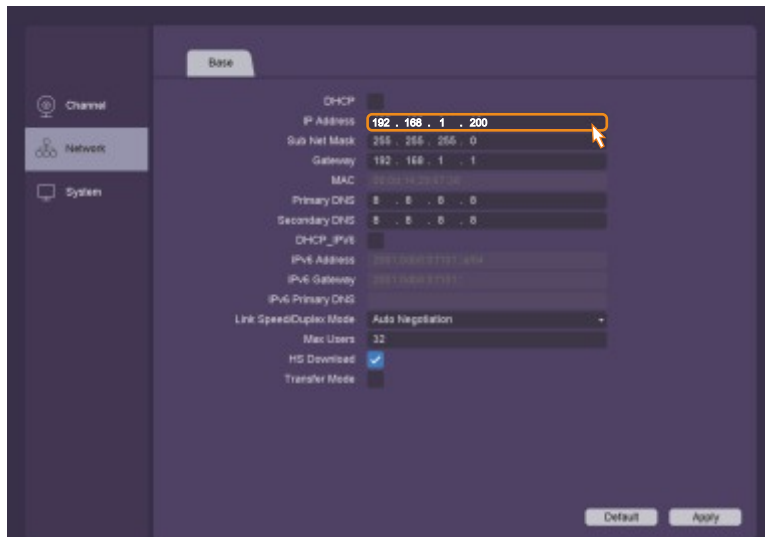 Base
Channel
Network
System
DHCP
IP Address 192 . 168 . 1 . 200
Sub Net Mask 255 . 255 . 255 . 0
Gateway 192 . 168 . 1 . 1
MAC
Primary DNS 8 . 8 . 8 . 8
Secondary DNS 8 . 8 . 8 . 8
DHCP_IPV6
IPv6 Address
IPv6 Gateway
IPv6 Primary DNS
Link Speed/Duplex Mode Auto Negotiation
Max Users 32
HS Download
Transfer Mode
Default Apply